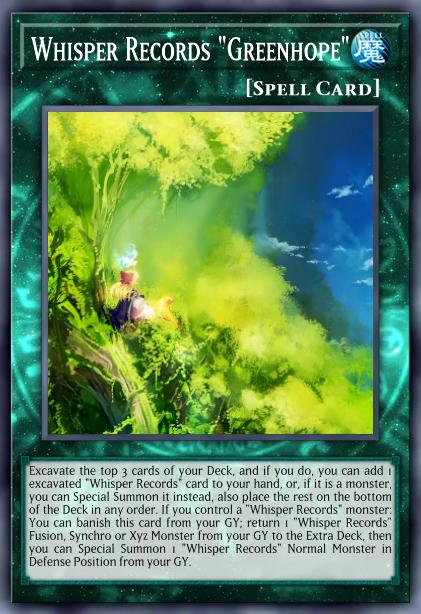 Whisper Records "Greenhope"
魔
[Spell Card]
Excavate the top 3 cards of your Deck, and if you do, you can add 1
excavated "Whisper Records" card to your hand, or, if it is a monster,
you can Special Summon it instead, also place the rest on the bottom
of the Deck in any order. If you control a "Whisper Records" monster:
You can banish this card from your GY; return 1 "Whisper Records"
Fusion, Synchro or Xyz Monster from your GY to the Extra Deck, then
you can Special Summon 1 "Whisper Records" Normal Monster in
Defense Position from your GY.